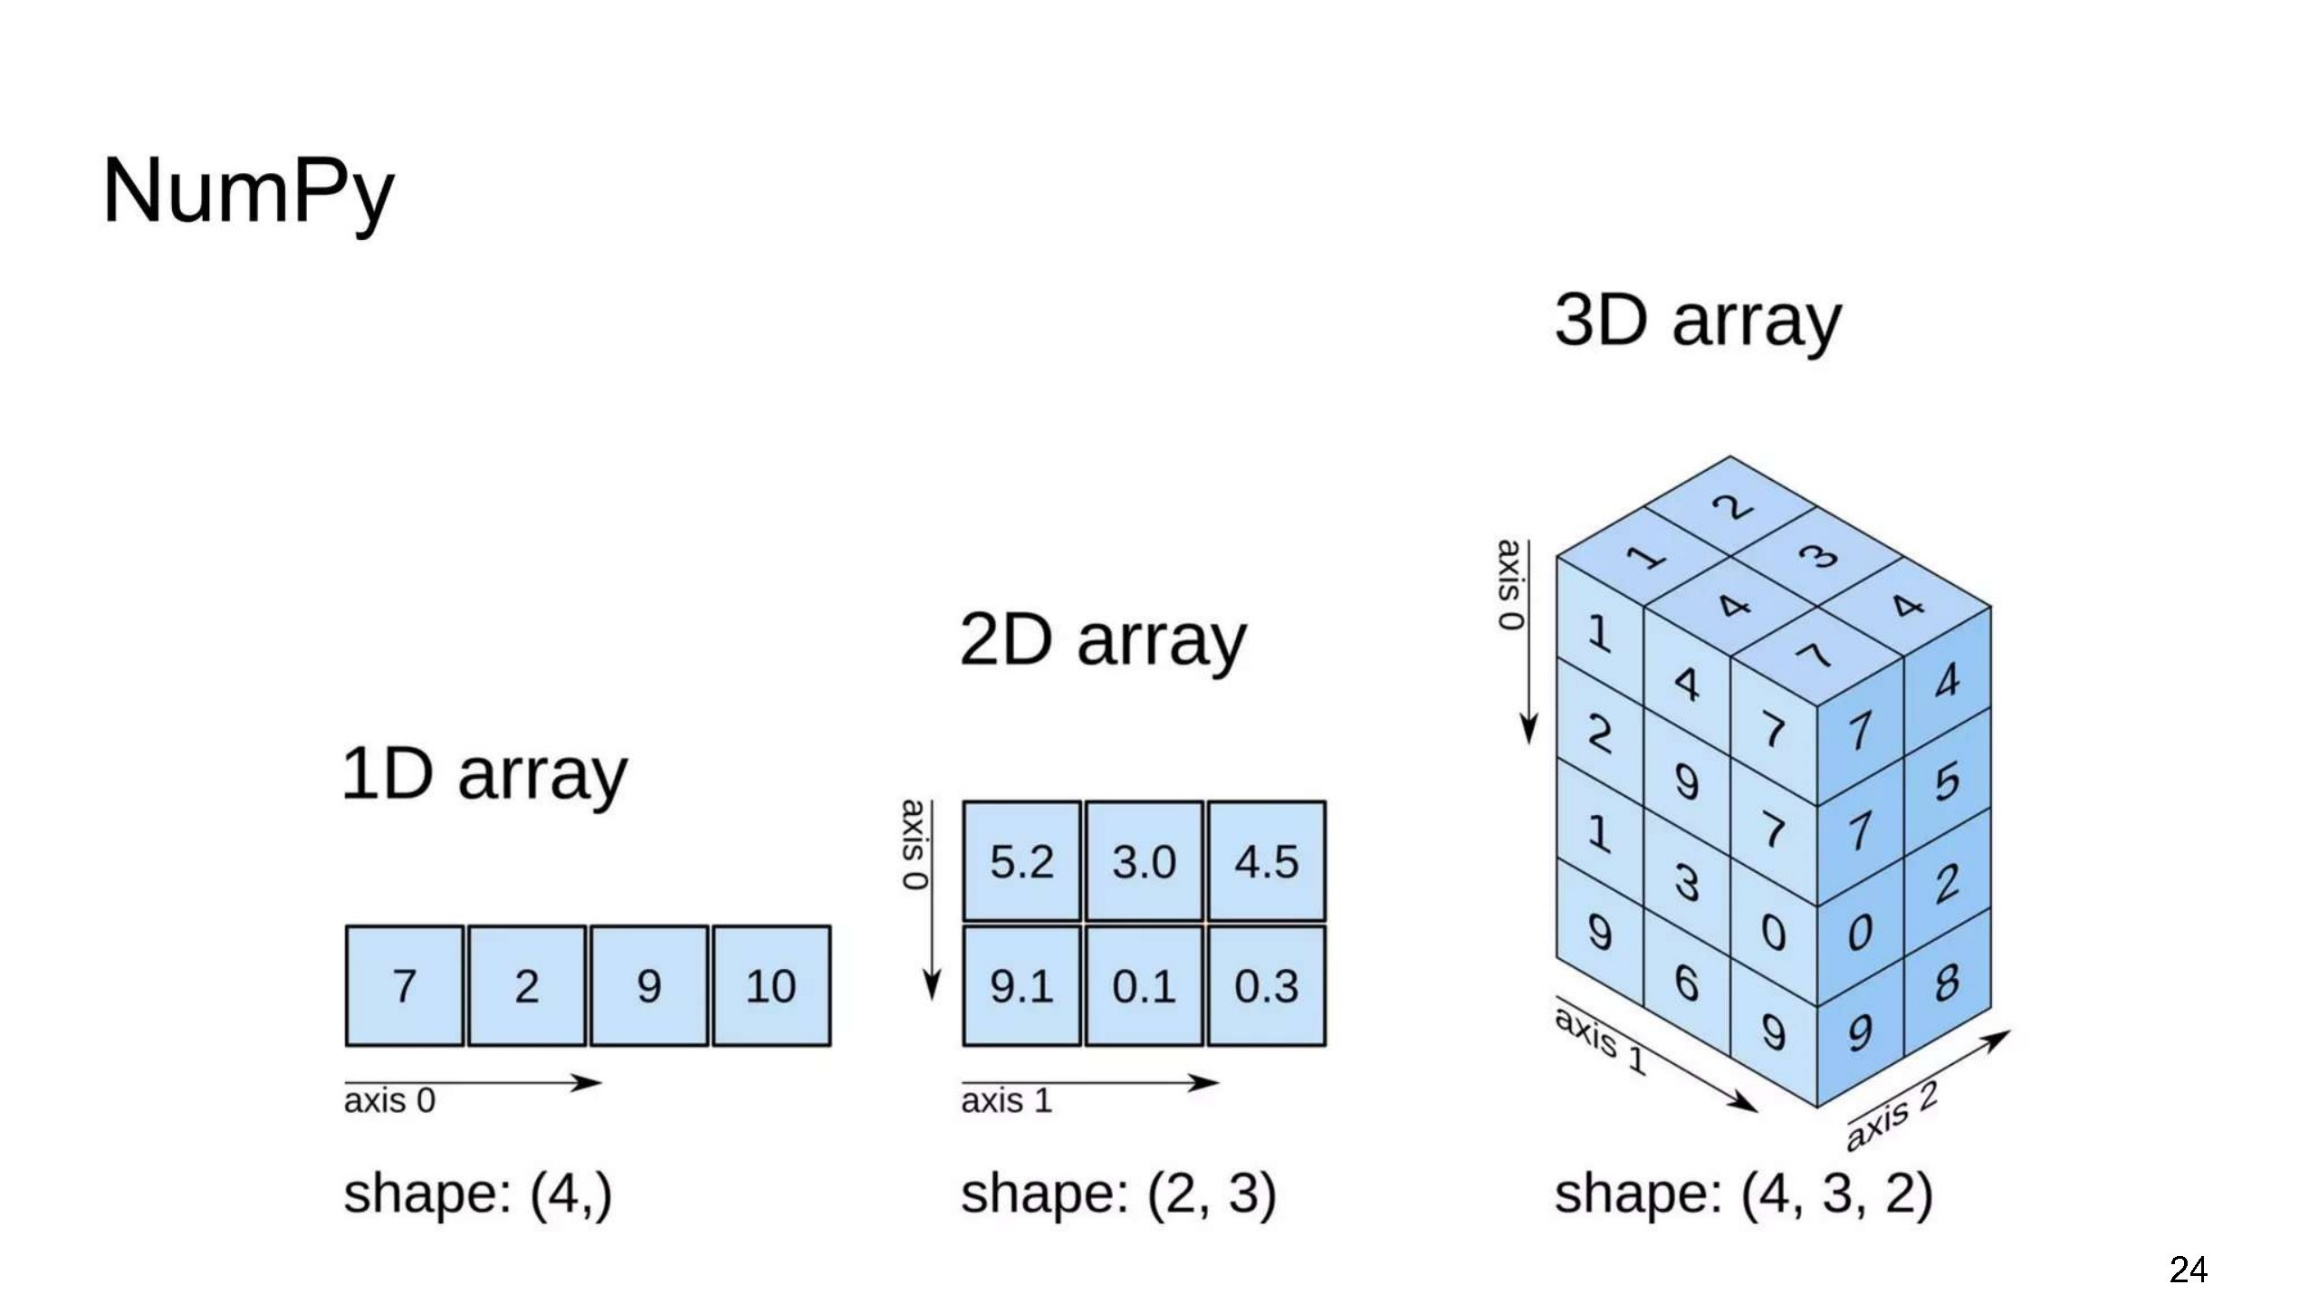 NumPy
1D array
7 2 9 10
axis 0
shape: (4,)
2D array
axis 0
5.2 3.0 4.5
9.1 0.1 0.3
axis 1
shape: (2, 3)
3D array
axis 0
2
1 3
4 4
7
1 4 7
2 9 7
1 3 0
9 6 9
7 4
7 5
0 2
9 8
axis 1
axis 2
shape: (4, 3, 2)
24